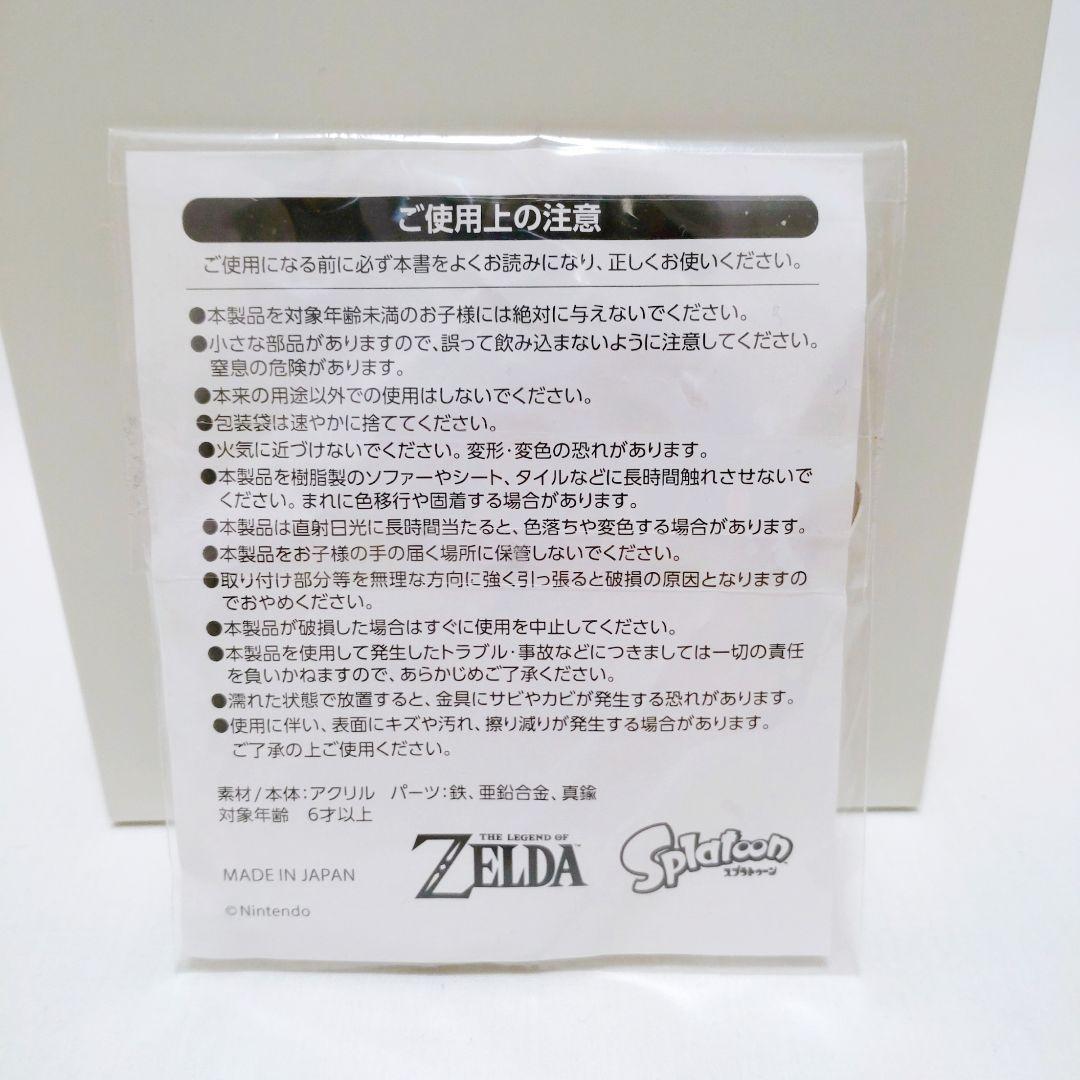 ご使用上の注意
ご使用になる前に必ず本書をよくお読みになり、正しくお使いください。
●本製品を対象年齢未満のお子様には絶対に与えないでください。
●小さな部品がありますので、誤って飲み込まないように注意してください。
窒息の危険があります。
●本来の用途以外での使用はしないでください。
●包装袋は速やかに捨ててください。
●火気に近づけないでください。変形・変色の恐れがあります。
●本製品を樹脂製のソファーやシート、タイルなどに長時間触れさせないで
ください。まれに色移行や固着する場合があります。
●本製品は直射日光に長時間当たると、色落ちや変色する場合があります。
●本製品をお子様の手の届く場所に保管しないでください。
●取り付け部分等を無理な方向に強く引っ張ると破損の原因となりますの
でおやめください。
●本製品が破損した場合はすぐに使用を中止してください。
●本製品を使用して発生したトラブル・事故などにつきましては一切の責任
を負いかねますので、あらかじめご了承ください。
●濡れた状態で放置すると、金具にサビやカビが発生する恐れがあります。
●使用に伴い、表面にキズや汚れ、擦り減りが発生する場合があります。
ご了承の上ご使用ください。
素材/本体:アクリル　パーツ:鉄、亜鉛合金、真鍮
対象年齢　6才以上
MADE IN JAPAN
©Nintendo
THE LEGEND OF
ZELDA™
Splatoon™
スプラトゥーン